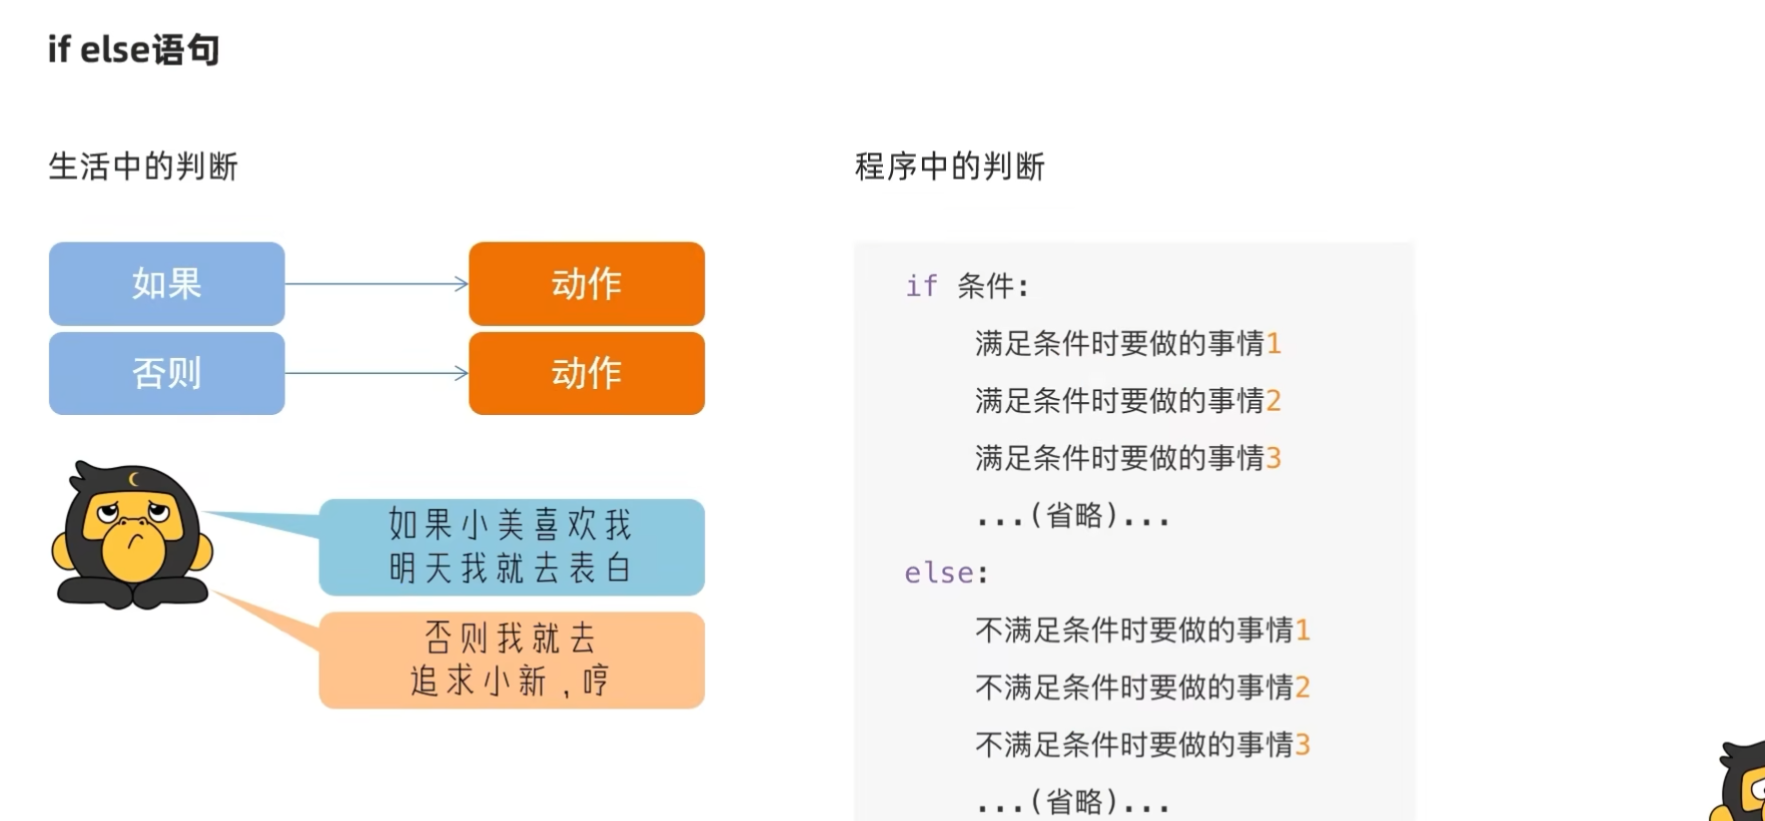 if else语句
生活中的判断
如果
动作
否则
动作
如果小美喜欢我
明天我就去表白
否则我就去
追求小新,哼
程序中的判断
if 条件:
满足条件时要做的事情1
满足条件时要做的事情2
满足条件时要做的事情3
...(省略)...
else:
不满足条件时要做的事情1
不满足条件时要做的事情2
不满足条件时要做的事情3
...(省略)...